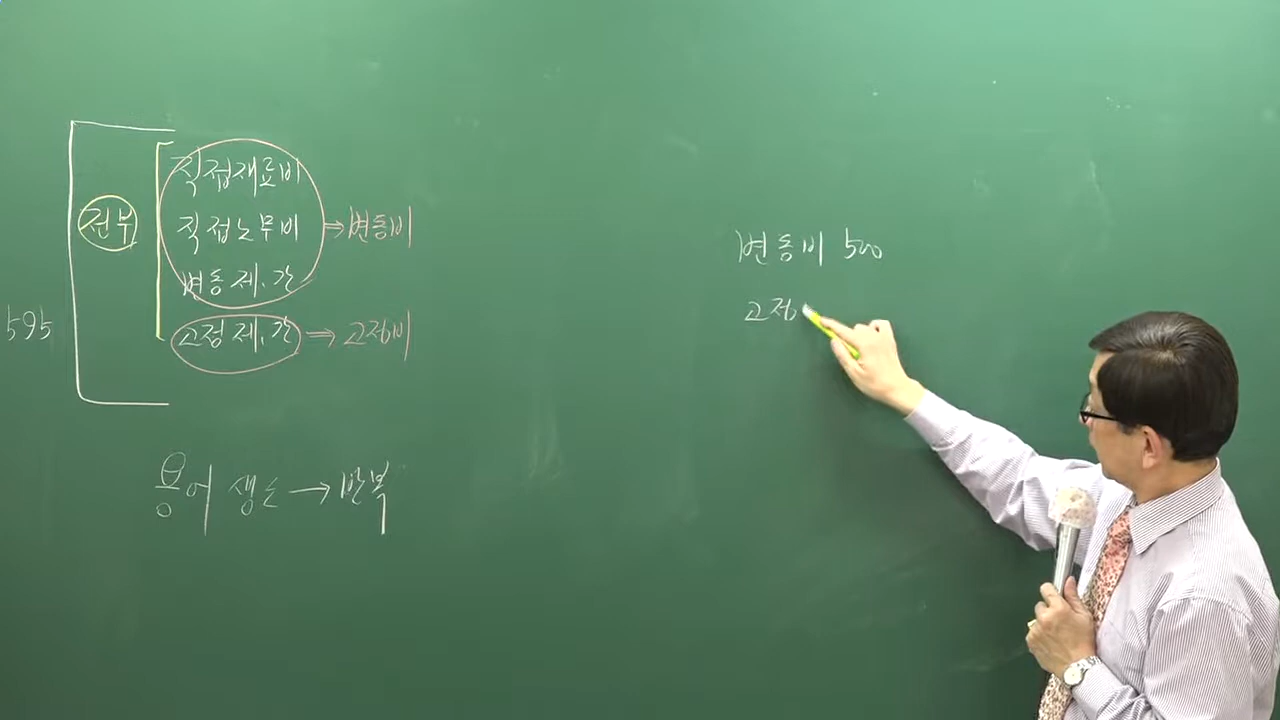 전부
직접재료비
직접노무비 ⇒ 변동비
변동 제.간
고정 제.간 ⇒ 고정비
595
용어 생소 → 반복
변동비 500
고정